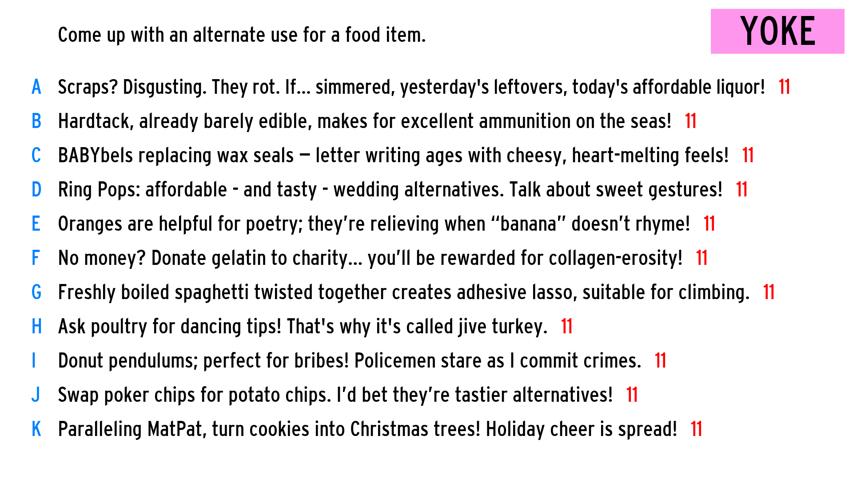 Come up with an alternate use for a food item.
YOKE
A Scraps? Disgusting. They rot. If... simmered, yesterday's leftovers, today's affordable liquor! 11
B Hardtack, already barely edible, makes for excellent ammunition on the seas! 11
C BABYbels replacing wax seals – letter writing ages with cheesy, heart-melting feels! 11
D Ring Pops: affordable - and tasty - wedding alternatives. Talk about sweet gestures! 11
E Oranges are helpful for poetry; they’re relieving when “banana” doesn’t rhyme! 11
F No money? Donate gelatin to charity... you’ll be rewarded for collagen-erosity! 11
G Freshly boiled spaghetti twisted together creates adhesive lasso, suitable for climbing. 11
H Ask poultry for dancing tips! That's why it's called jive turkey. 11
I Donut pendulums; perfect for bribes! Policemen stare as I commit crimes. 11
J Swap poker chips for potato chips. I’d bet they’re tastier alternatives! 11
K Paralleling MatPat, turn cookies into Christmas trees! Holiday cheer is spread! 11